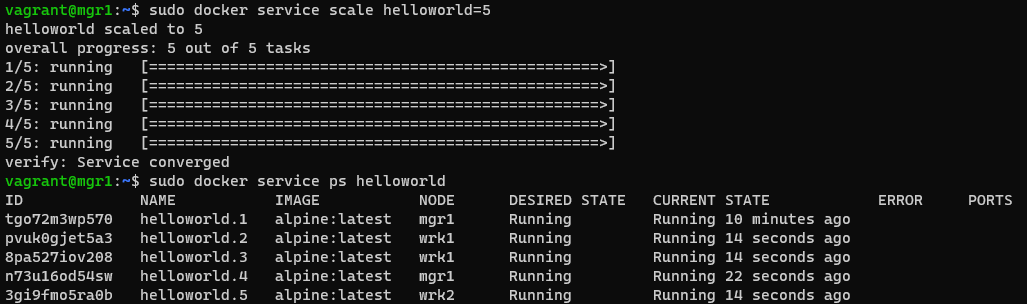 vagrant@mgr1:~$ sudo docker service scale helloworld=5
helloworld scaled to 5
overall progress: 5 out of 5 tasks
1/5: running   [==================================================>]
2/5: running   [==================================================>]
3/5: running   [==================================================>]
4/5: running   [==================================================>]
5/5: running   [==================================================>]
verify: Service converged
vagrant@mgr1:~$ sudo docker service ps helloworld
ID             NAME           IMAGE           NODE      DESIRED STATE   CURRENT STATE            ERROR     PORTS
tgo72m3wp570   helloworld.1   alpine:latest   mgr1      Running         Running 10 minutes ago
pvuk0gjet5a3   helloworld.2   alpine:latest   wrk1      Running         Running 14 seconds ago
8pa527iov208   helloworld.3   alpine:latest   wrk1      Running         Running 14 seconds ago
n73u16od54sw   helloworld.4   alpine:latest   mgr1      Running         Running 22 seconds ago
3gi9fmo5ra0b   helloworld.5   alpine:latest   wrk2      Running         Running 14 seconds ago